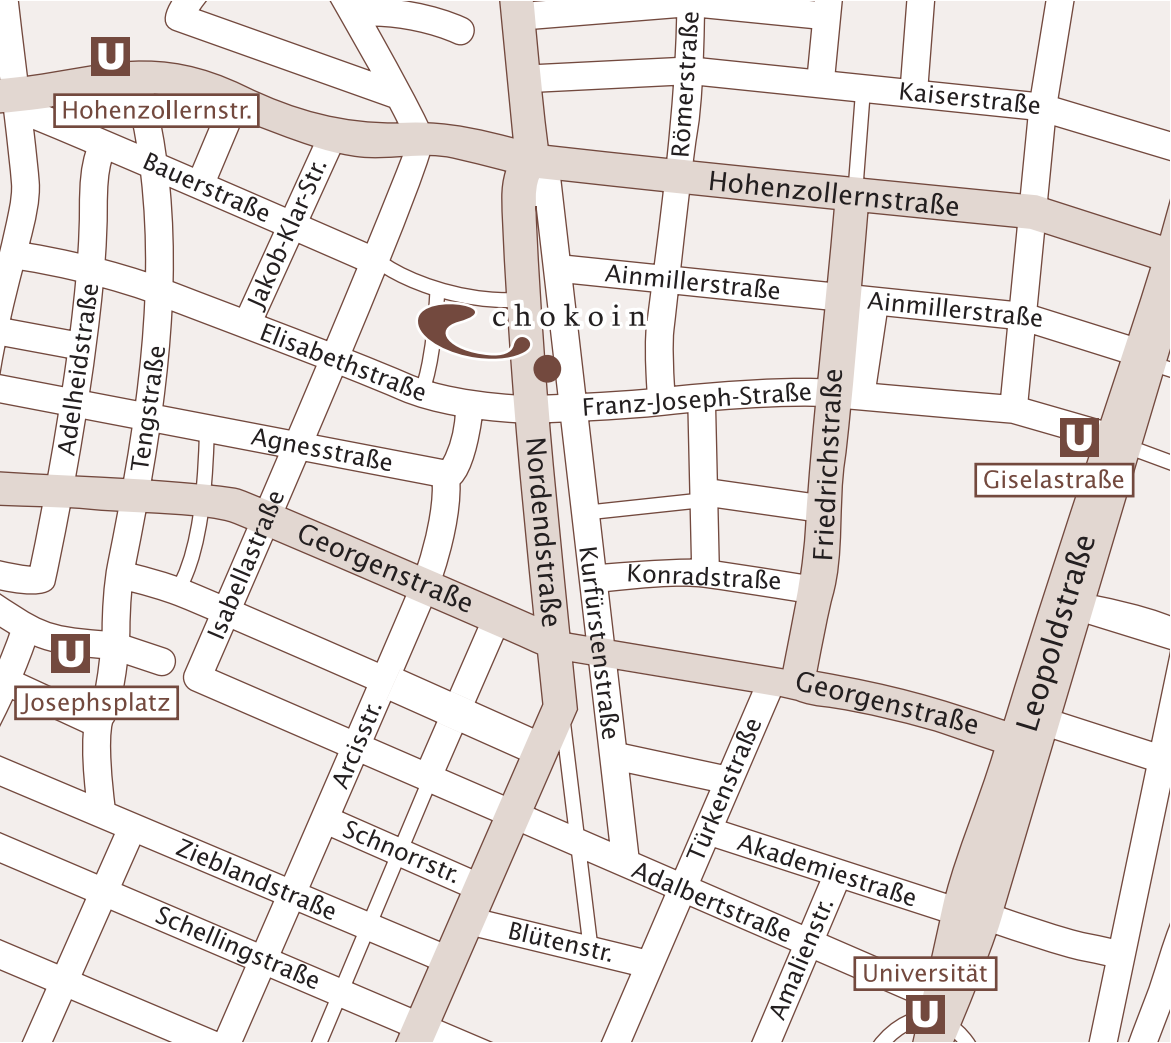 U
Hohenzollernstr.
Römerstraße
Kaiserstraße
Bauerstraße
Jakob-Klar-Str.
Hohenzollernstraße
Ainmillerstraße
Ainmillerstraße
chokoin
Adelheidstraße
Tengstraße
Elisabethstraße
Franz-Joseph-Straße
Friedrichstraße
U
Giselastraße
Agnesstraße
Nordendstraße
Isabellastraße
Georgenstraße
Kurfürstenstraße
Konradstraße
Leopoldstraße
U
Josephsplatz
Georgenstraße
Arcisstr.
Türkenstraße
Schnorrstr.
Akademiestraße
Zieblandstraße
Adalbertstraße
Schellingstraße
Blütenstr.
Amalienstr.
Universität
U